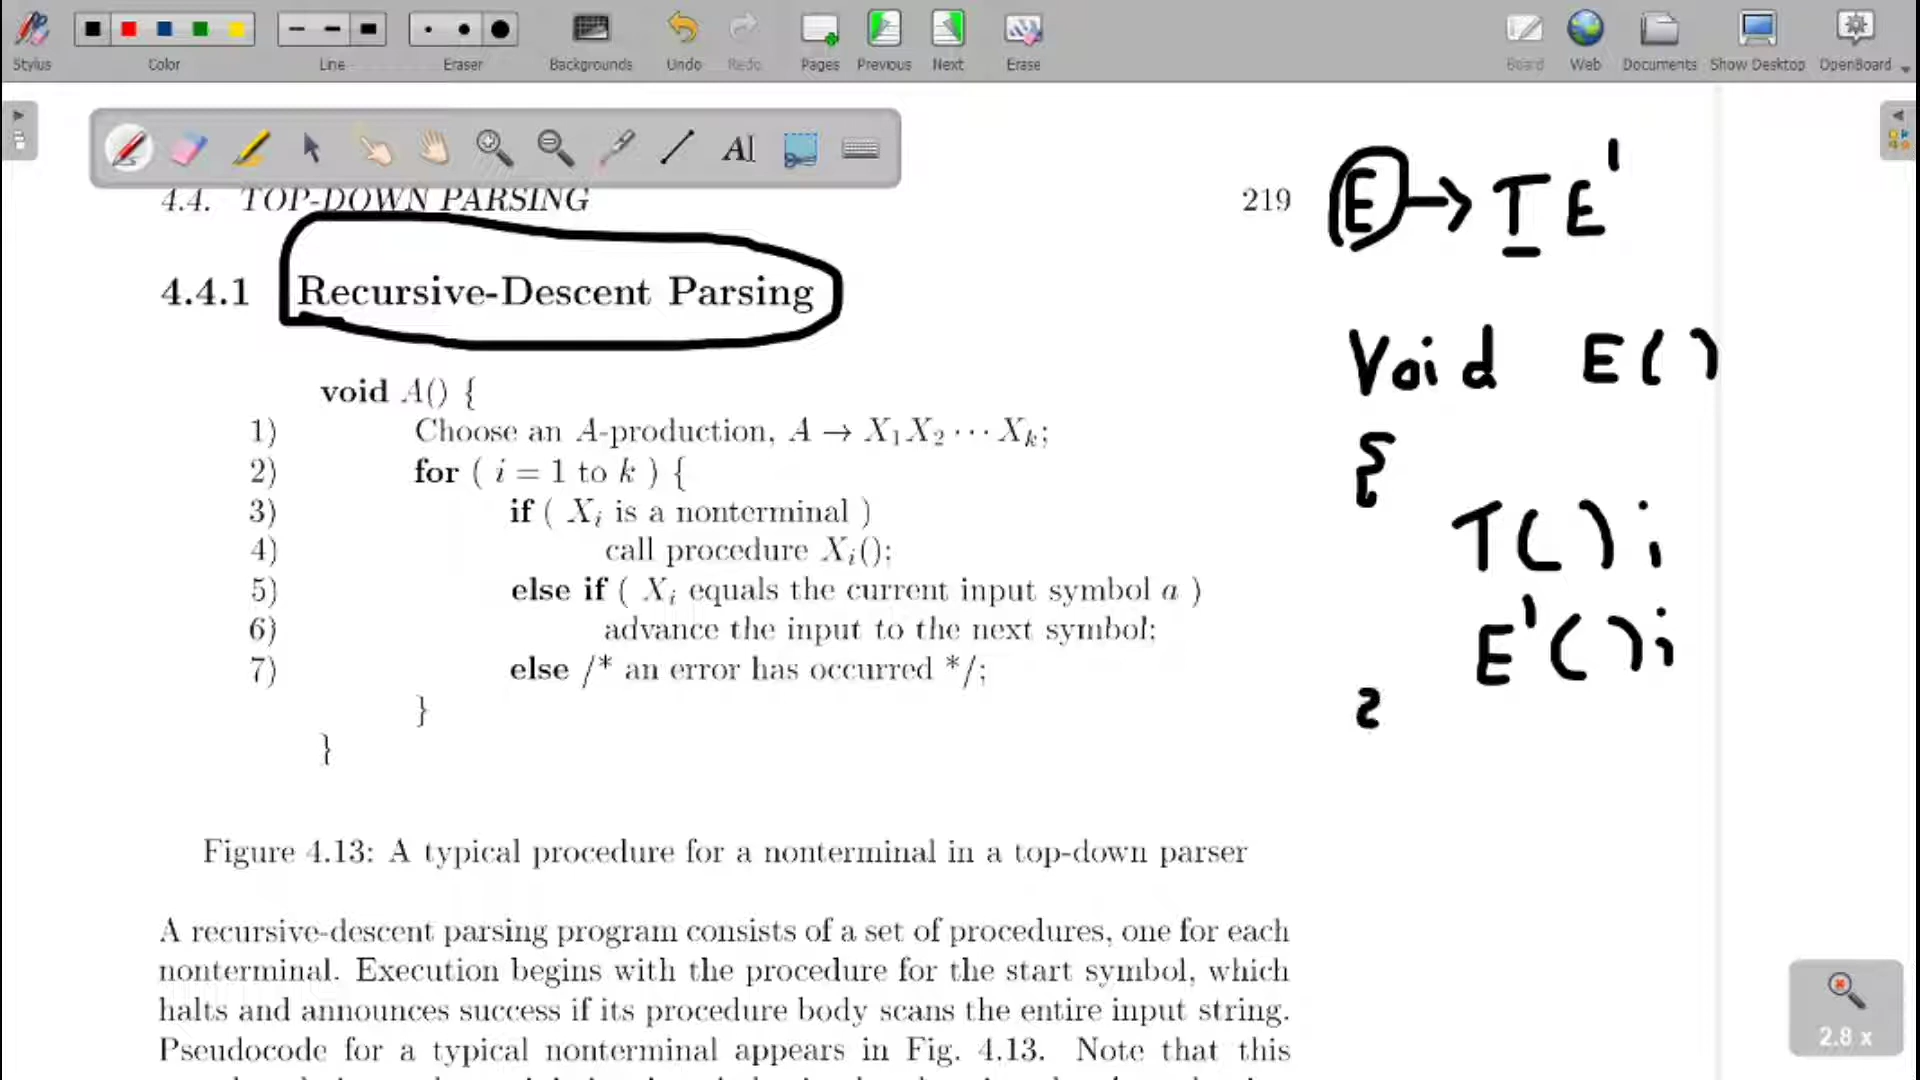 Stylus Color Line Eraser Backgrounds Undo Redo Pages Previous Next Erase Board Web Documents Show Desktop OpenBoard
4.4. TOP-DOWN PARSING 219
4.4.1 Recursive-Descent Parsing
void A() {
1) Choose an A-production, A → X₁X₂ ··· Xₖ;
2) for ( i = 1 to k ) {
3) if ( Xᵢ is a nonterminal )
4) call procedure Xᵢ();
5) else if ( Xᵢ equals the current input symbol a )
6) advance the input to the next symbol;
7) else /* an error has occurred */;
}
}
Figure 4.13: A typical procedure for a nonterminal in a top-down parser
A recursive-descent parsing program consists of a set of procedures, one for each
nonterminal. Execution begins with the procedure for the start symbol, which
halts and announces success if its procedure body scans the entire input string.
Pseudocode for a typical nonterminal appears in Fig. 4.13. Note that this
E → T E'
Void E()
{
T();
E'();
}
2.8 x